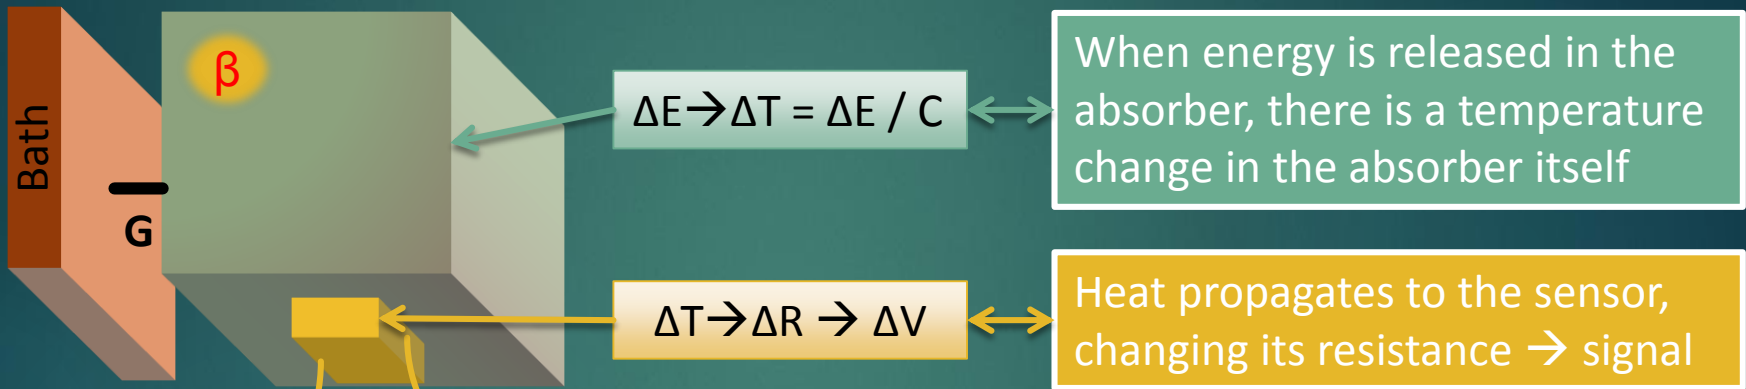 Bath
β
G
ΔE→ΔT = ΔE / C
When energy is released in the
absorber, there is a temperature
change in the absorber itself
ΔT→ΔR → ΔV
Heat propagates to the sensor,
changing its resistance → signal